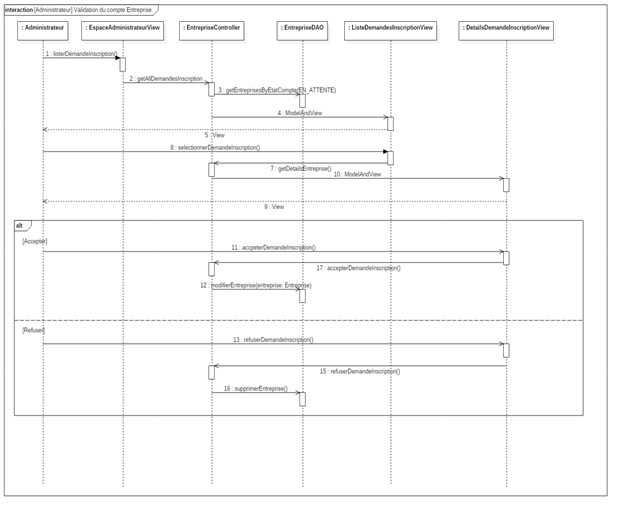 interaction [Administrateur] Validation du compte Entreprise
: Administrateur
: EspaceAdministrateurView
: EntrepriseController
: EntrepriseDAO
: ListeDemandesInscriptionView
: DetailsDemandeInscriptionView
1 : listerDemandeInscription()
2 : getAllDemandesInscription
3 : getEntreprisesByEtatCompte(EN_ATTENTE)
4 : ModelAndView
5 : View
8 : selectionnerDemandeInscription()
7 : getDetailsEntreprise()
10 : ModelAndView
9 : View
alt
[Accepter]
11 : accpeterDemandeInscription()
17 : accepterDemandeInscription()
12 : modifierEntreprise(entreprise: Entreprise)
[Refuser]
13 : refuserDemandeInscription()
15 : refuserDemandeInscription()
16 : supprimerEntreprise()